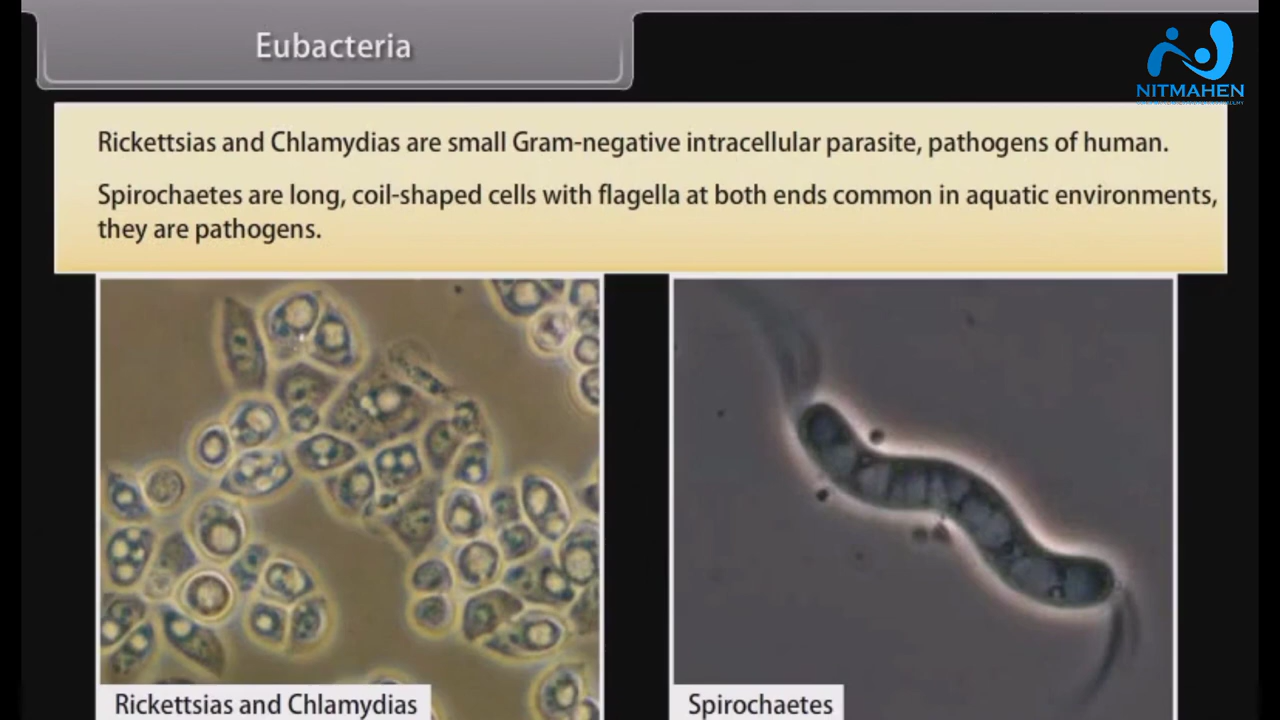 Eubacteria
NITMAHEN
Rickettsias and Chlamydias are small Gram-negative intracellular parasite, pathogens of human.
Spirochaetes are long, coil-shaped cells with flagella at both ends common in aquatic environments,
they are pathogens.
Rickettsias and Chlamydias
Spirochaetes